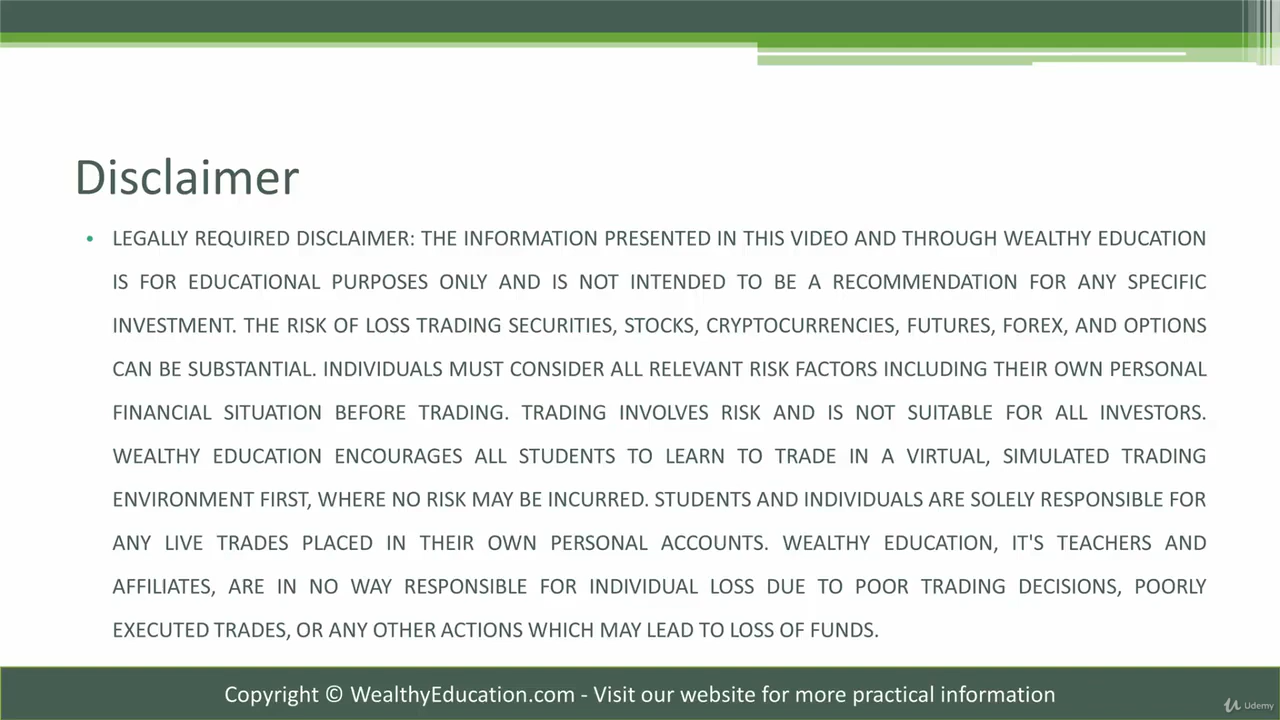 Disclaimer
• LEGALLY REQUIRED DISCLAIMER: THE INFORMATION PRESENTED IN THIS VIDEO AND THROUGH WEALTHY EDUCATION
IS FOR EDUCATIONAL PURPOSES ONLY AND IS NOT INTENDED TO BE A RECOMMENDATION FOR ANY SPECIFIC
INVESTMENT. THE RISK OF LOSS TRADING SECURITIES, STOCKS, CRYPTOCURRENCIES, FUTURES, FOREX, AND OPTIONS
CAN BE SUBSTANTIAL. INDIVIDUALS MUST CONSIDER ALL RELEVANT RISK FACTORS INCLUDING THEIR OWN PERSONAL
FINANCIAL SITUATION BEFORE TRADING. TRADING INVOLVES RISK AND IS NOT SUITABLE FOR ALL INVESTORS.
WEALTHY EDUCATION ENCOURAGES ALL STUDENTS TO LEARN TO TRADE IN A VIRTUAL, SIMULATED TRADING
ENVIRONMENT FIRST, WHERE NO RISK MAY BE INCURRED. STUDENTS AND INDIVIDUALS ARE SOLELY RESPONSIBLE FOR
ANY LIVE TRADES PLACED IN THEIR OWN PERSONAL ACCOUNTS. WEALTHY EDUCATION, IT'S TEACHERS AND
AFFILIATES, ARE IN NO WAY RESPONSIBLE FOR INDIVIDUAL LOSS DUE TO POOR TRADING DECISIONS, POORLY
EXECUTED TRADES, OR ANY OTHER ACTIONS WHICH MAY LEAD TO LOSS OF FUNDS.
Copyright © WealthyEducation.com - Visit our website for more practical information
Udemy